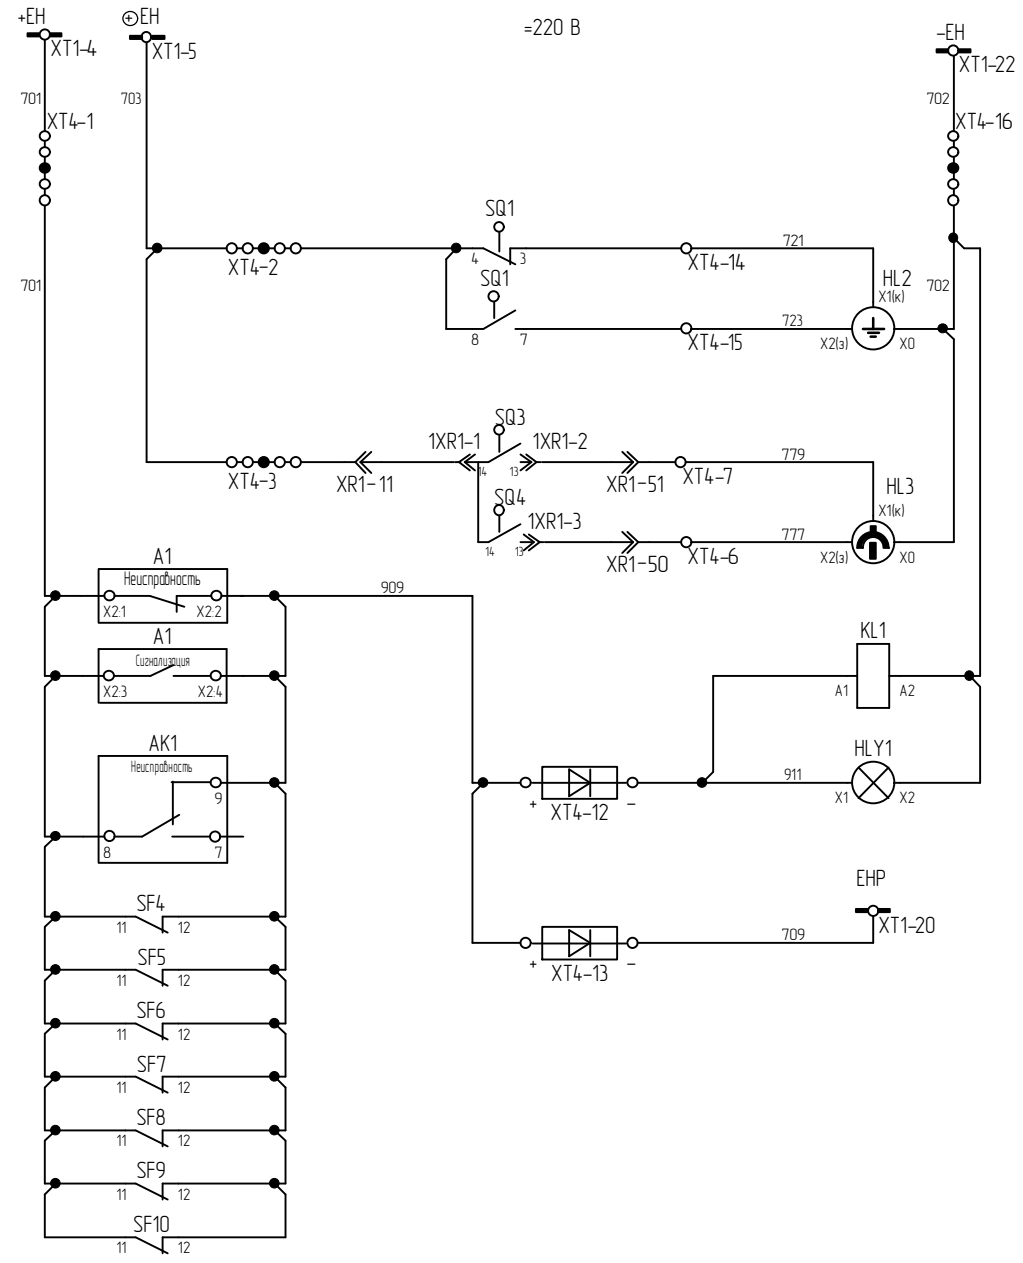 +EH
⊕EH
=220 В
-EH
XT1-4
XT1-5
XT1-22
701
703
702
XT4-1
XT4-16
SQ1
4
3
721
XT4-2
XT4-14
701
SQ1
HL2
702
X1(к)
8
7
723
XT4-15
X2(з)
X0
SQ3
1XR1-1
1XR1-2
14
13
779
XT4-3
XR1-11
XR1-51
XT4-7
HL3
SQ4
X1(к)
1XR1-3
14
13
777
XR1-50
XT4-6
X2(з)
X0
A1
Неисправность
X2:1
X2:2
909
A1
Сигнализация
X2:3
X2:4
KL1
A1
A2
AK1
Неисправность
9
8
7
HLY1
911
X1
X2
+
XT4-12
-
EHP
XT1-20
709
+
XT4-13
-
SF4
11
12
SF5
11
12
SF6
11
12
SF7
11
12
SF8
11
12
SF9
11
12
SF10
11
12